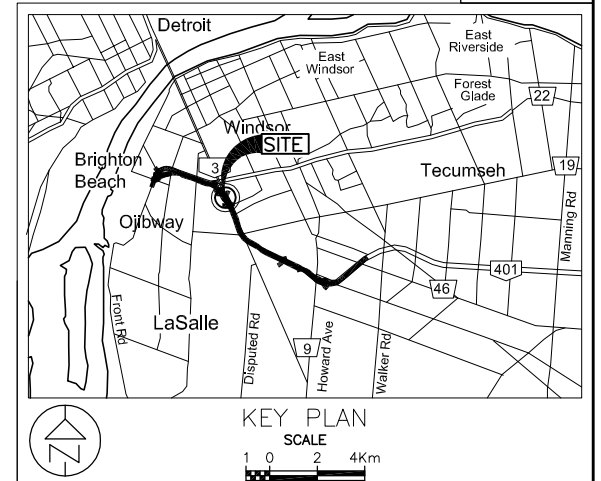 Detroit
East
Riverside
East
Windsor
Forest
Glade
22
Windsor
SITE
Brighton
Beach
3
Tecumseh
19
Manning Rd
Ojibway
401
46
Front Rd
LaSalle
Disputed Rd
9
Howard Ave
Walker Rd
N
KEY PLAN
SCALE
1 0 2 4Km